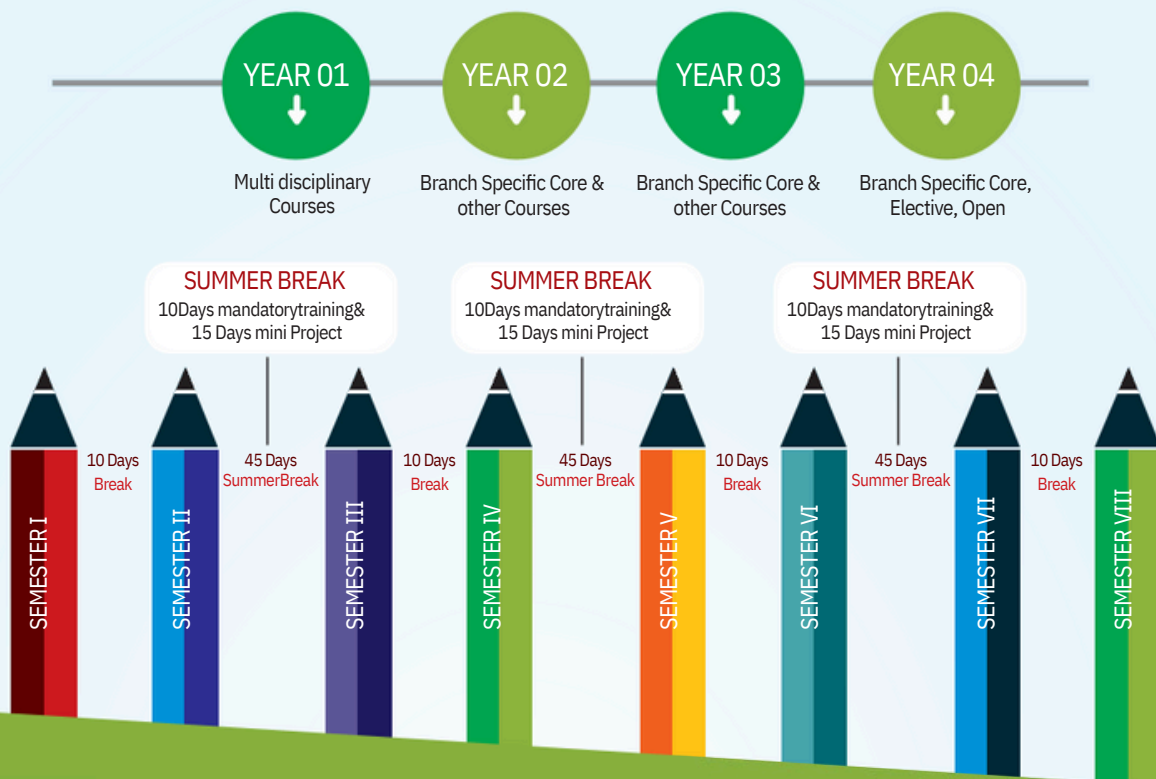 YEAR 01
YEAR 02
YEAR 03
YEAR 04
Multi disciplinary
Courses
Branch Specific Core &
other Courses
Branch Specific Core &
other Courses
Branch Specific Core,
Elective, Open
SUMMER BREAK
10Days mandatorytraining&
15 Days mini Project
SUMMER BREAK
10Days mandatorytraining&
15 Days mini Project
SUMMER BREAK
10Days mandatorytraining&
15 Days mini Project
SEMESTER I
10 Days
Break
SEMESTER II
45 Days
SummerBreak
SEMESTER III
10 Days
Break
SEMESTER IV
45 Days
Summer Break
SEMESTER V
10 Days
Break
SEMESTER VI
45 Days
Summer Break
SEMESTER VII
10 Days
Break
SEMESTER VIII